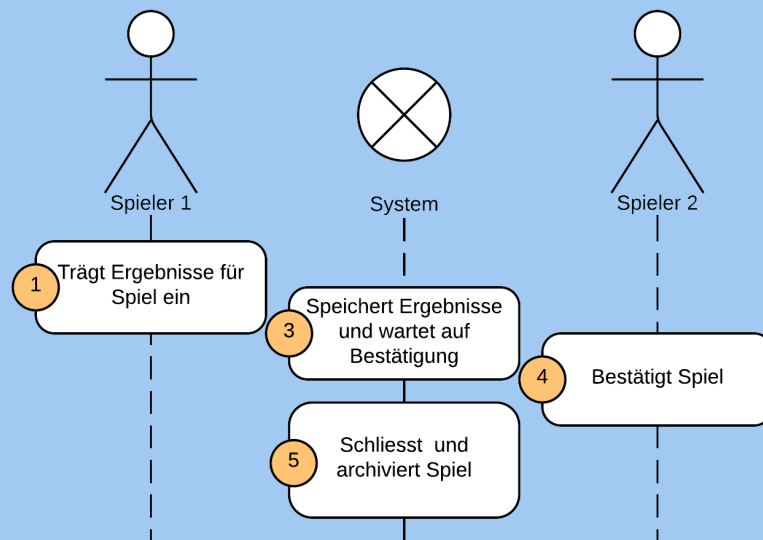 Spieler 1
System
Spieler 2
1
Trägt Ergebnisse für
Spiel ein
3
Speichert Ergebnisse
und wartet auf
Bestätigung
4
Bestätigt Spiel
5
Schliesst und
archiviert Spiel